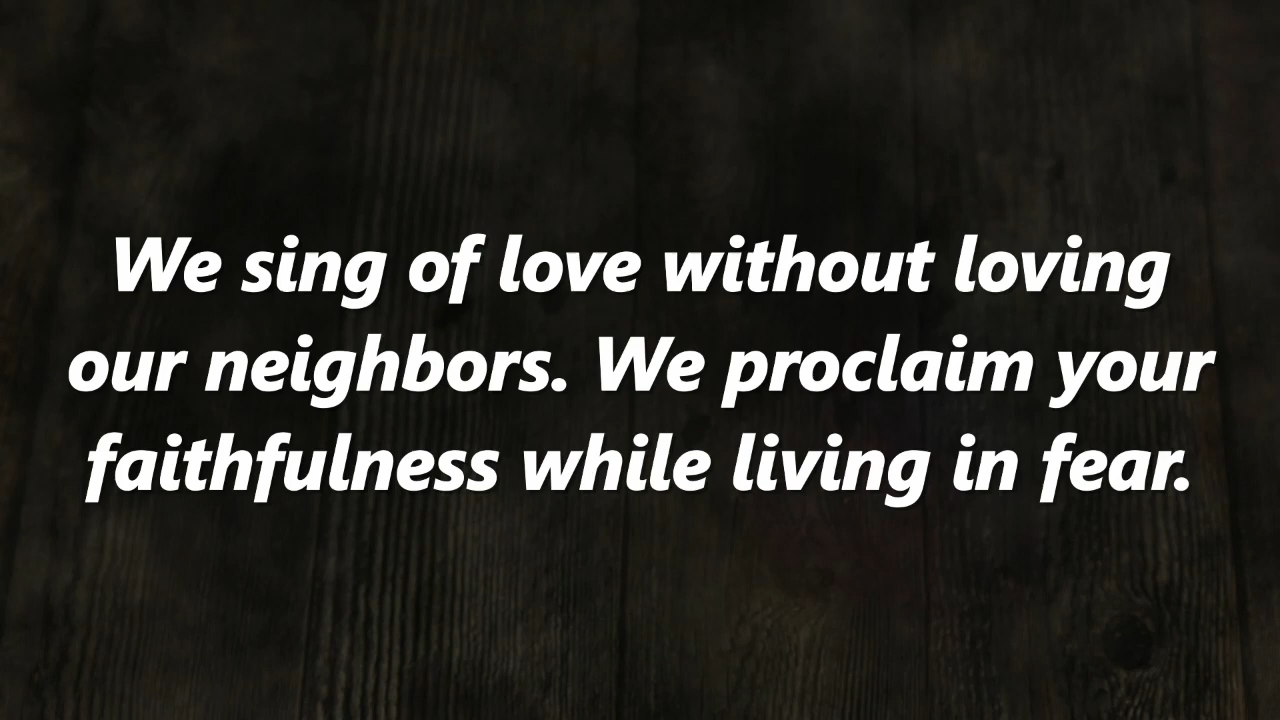 We sing of love without loving
our neighbors. We proclaim your
faithfulness while living in fear.